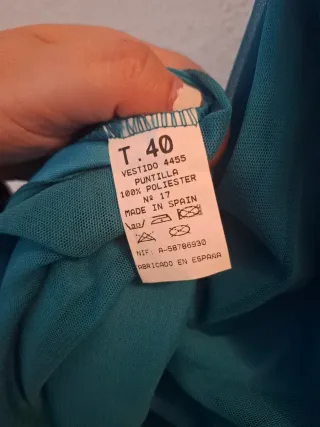 T.40
VESTIDO 4455
PUNTILLA
100% POLIESTER
Nº 17
MADE IN SPAIN
NIF: A-58786930
FABRICADO EN ESPAÑA